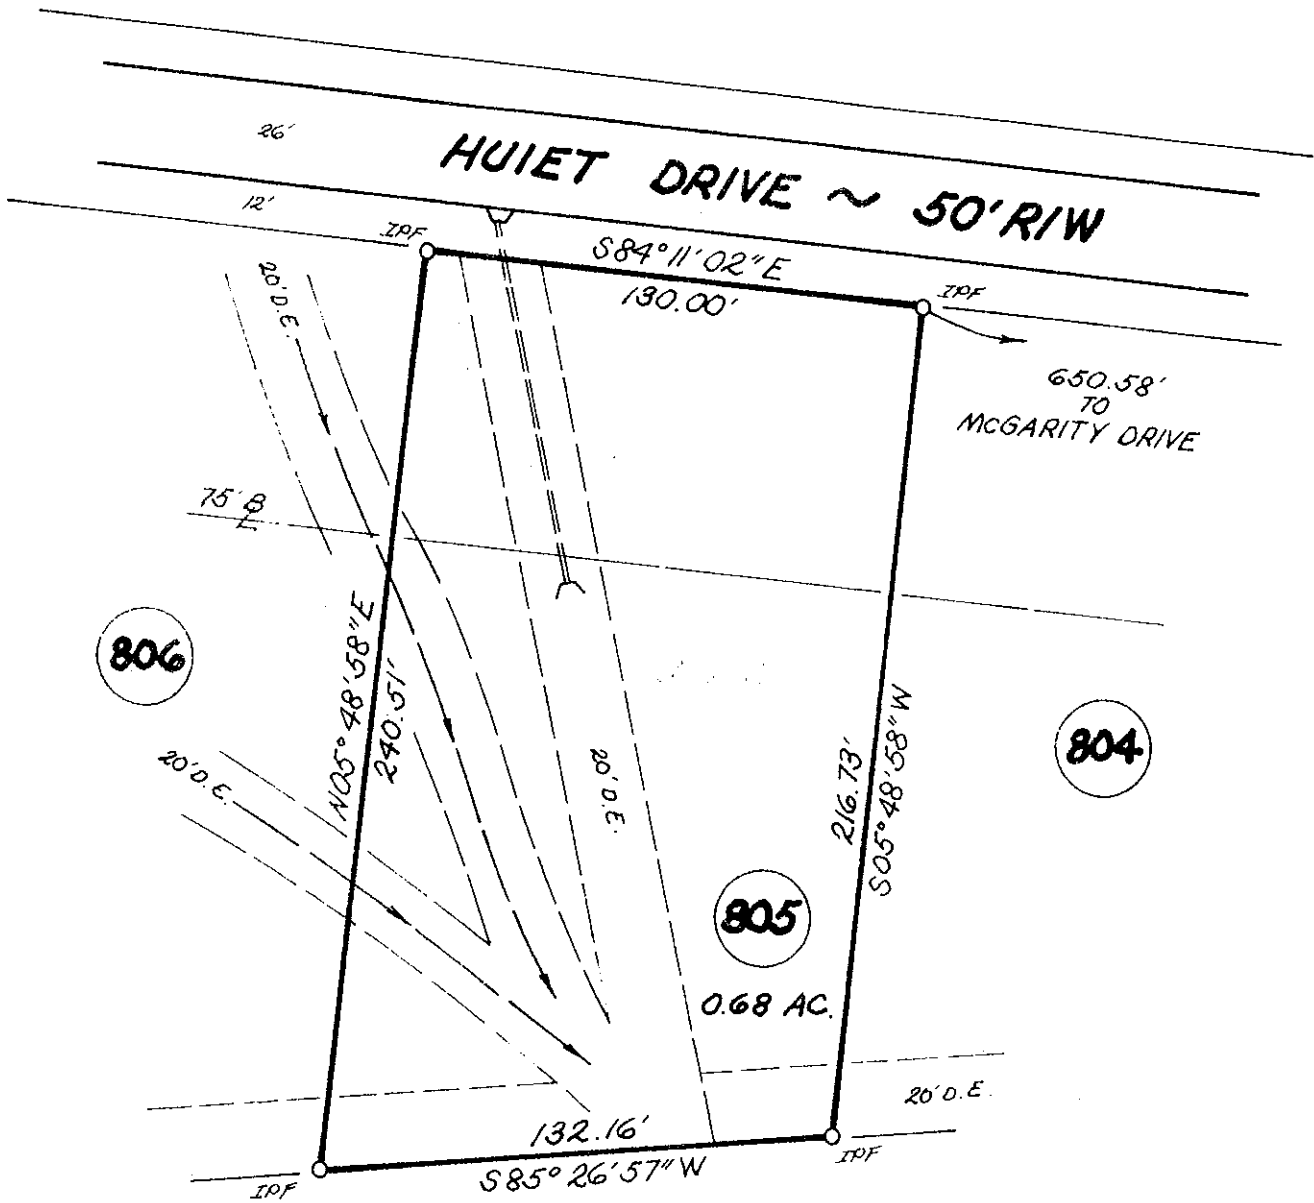 26'
HUIET DRIVE ~ 50' R/W
12'
IPF
S84°11'02"E
130.00'
IPF
20' D.E.
650.58'
TO
McGARITY DRIVE
75' BL
806
N05°48'58"E
240.51'
20' D.E.
20' D.E.
216.73'
S05°48'58"W
804
805
0.68 AC.
20' D.E.
132.16'
S85°26'57"W
IPF
IPF